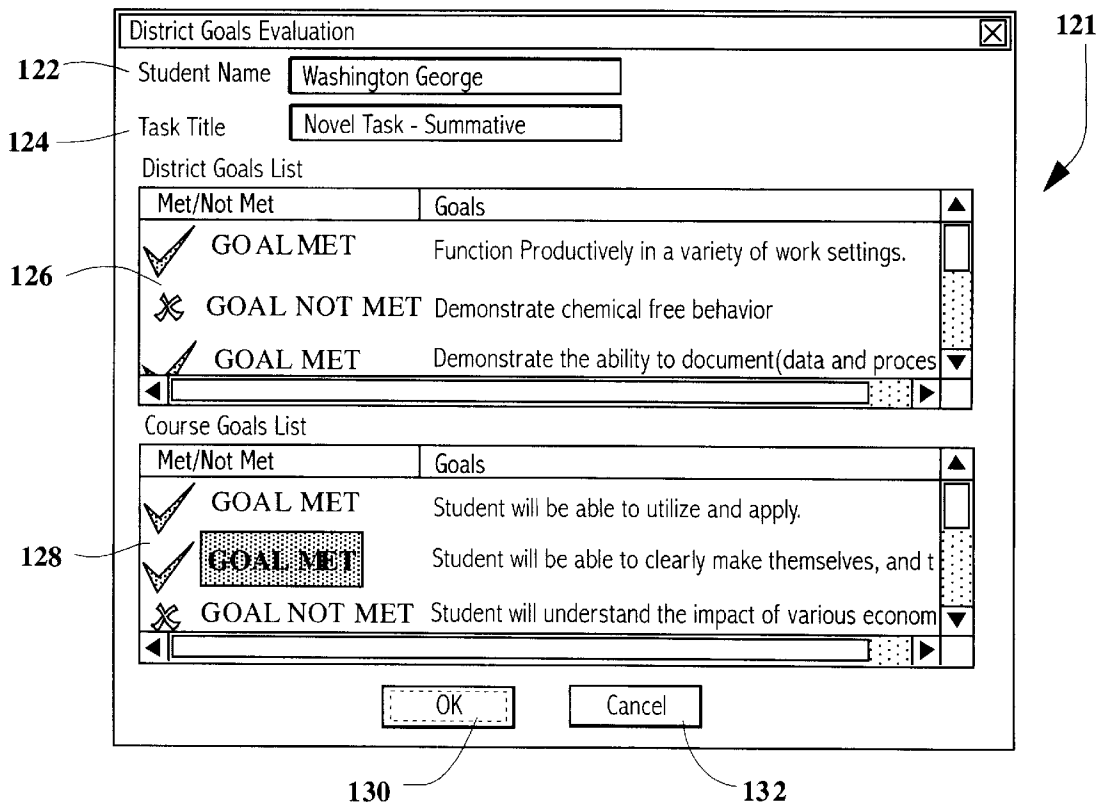 District Goals Evaluation
121
122 Student Name Washington George
124 Task Title Novel Task - Summative
District Goals List
Met/Not Met Goals
GOAL MET Function Productively in a variety of work settings.
126
GOAL NOT MET Demonstrate chemical free behavior
GOAL MET Demonstrate the ability to document(data and proces
Course Goals List
Met/Not Met Goals
GOAL MET Student will be able to utilize and apply.
128
GOAL MET Student will be able to clearly make themselves, and t
GOAL NOT MET Student will understand the impact of various econom
OK Cancel
130 132